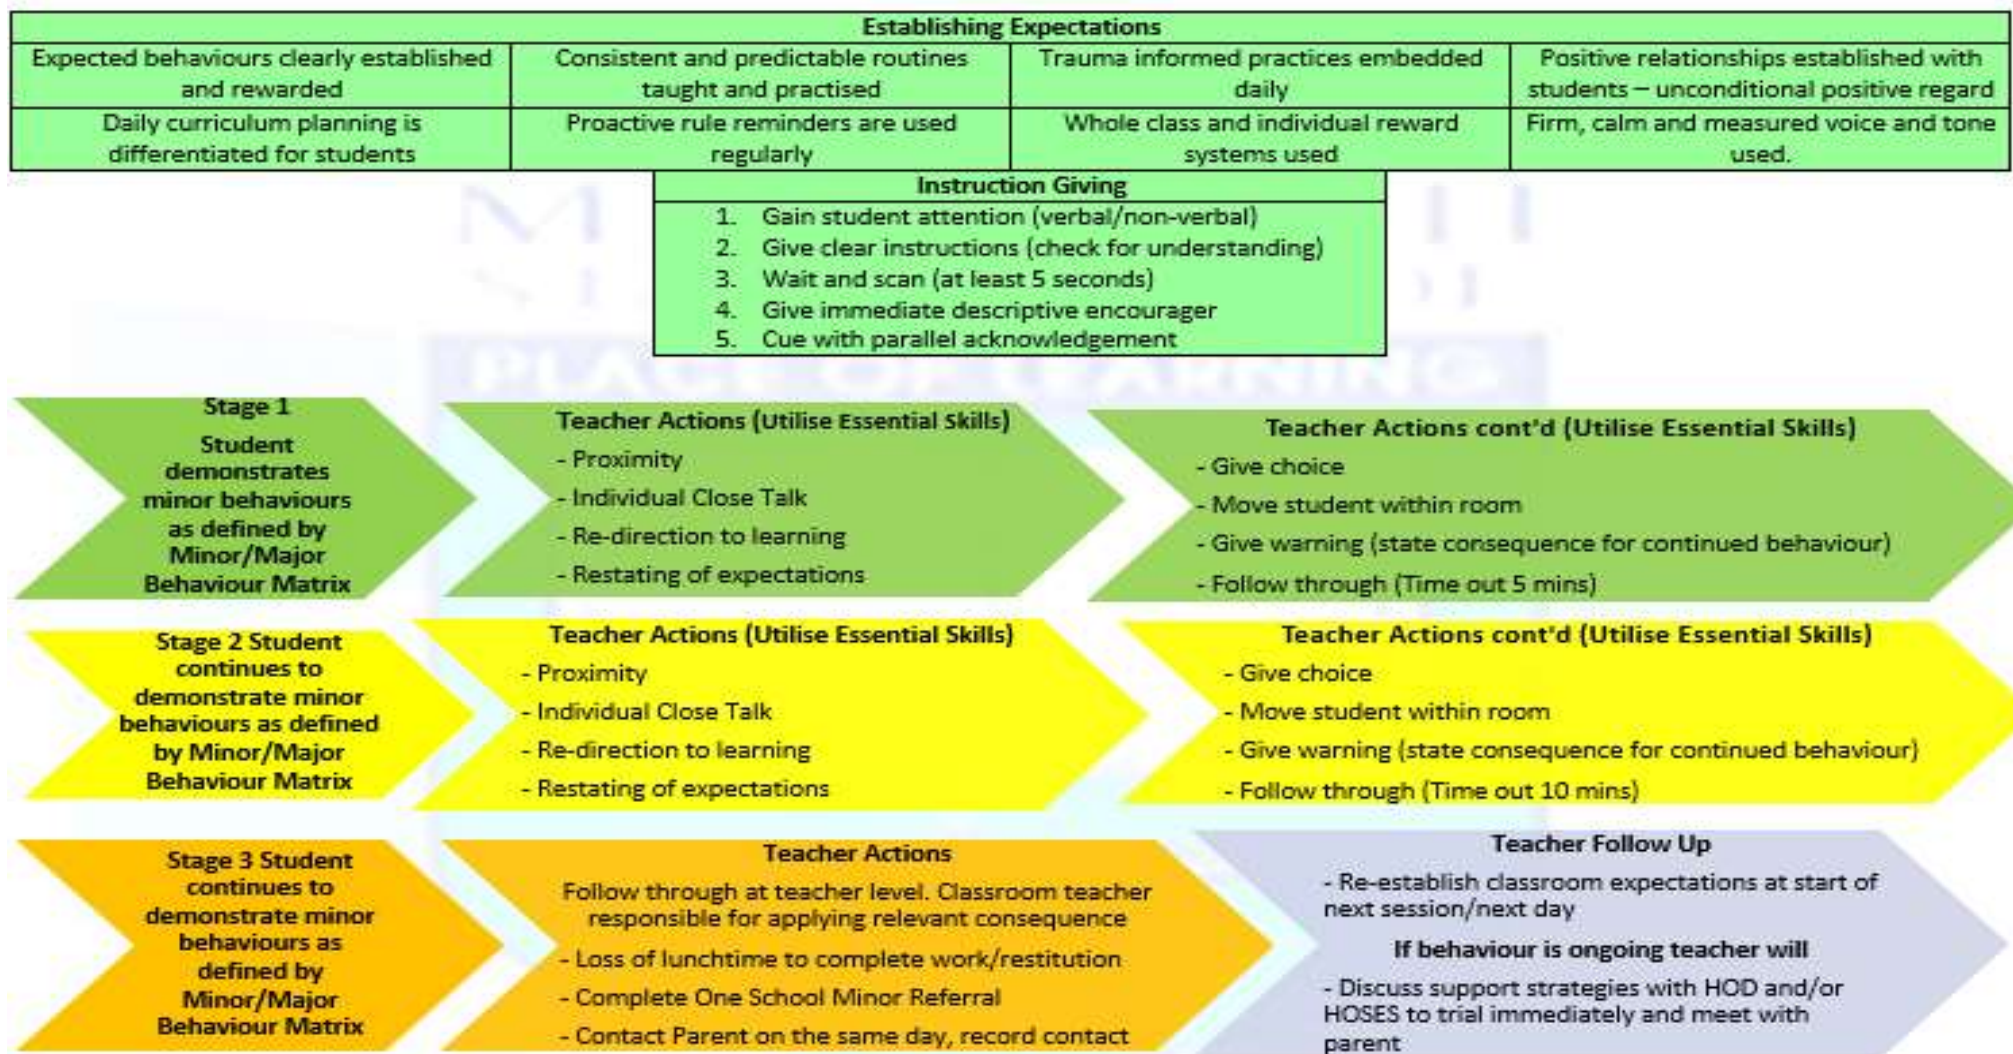 Establishing Expectations
Expected behaviours clearly established
and rewarded
Consistent and predictable routines
taught and practised
Trauma informed practices embedded
daily
Positive relationships established with
students – unconditional positive regard
Daily curriculum planning is
differentiated for students
Proactive rule reminders are used
regularly
Whole class and individual reward
systems used
Firm, calm and measured voice and tone
used.
Instruction Giving
1. Gain student attention (verbal/non-verbal)
2. Give clear instructions (check for understanding)
3. Wait and scan (at least 5 seconds)
4. Give immediate descriptive encourager
5. Cue with parallel acknowledgement
PLACE OF LEARNING
Stage 1
Student
demonstrates
minor behaviours
as defined by
Minor/Major
Behaviour Matrix
Teacher Actions (Utilise Essential Skills)
- Proximity
- Individual Close Talk
- Re-direction to learning
- Restating of expectations
Teacher Actions cont'd (Utilise Essential Skills)
- Give choice
- Move student within room
- Give warning (state consequence for continued behaviour)
- Follow through (Time out 5 mins)
Stage 2 Student
continues to
demonstrate minor
behaviours as defined
by Minor/Major
Behaviour Matrix
Teacher Actions (Utilise Essential Skills)
- Proximity
- Individual Close Talk
- Re-direction to learning
- Restating of expectations
Teacher Actions cont'd (Utilise Essential Skills)
- Give choice
- Move student within room
- Give warning (state consequence for continued behaviour)
- Follow through (Time out 10 mins)
Stage 3 Student
continues to
demonstrate minor
behaviours as
defined by
Minor/Major
Behaviour Matrix
Teacher Actions
Follow through at teacher level. Classroom teacher
responsible for applying relevant consequence
- Loss of lunchtime to complete work/restitution
- Complete One School Minor Referral
- Contact Parent on the same day, record contact
Teacher Follow Up
- Re-establish classroom expectations at start of
next session/next day
If behaviour is ongoing teacher will
- Discuss support strategies with HOD and/or
HOSES to trial immediately and meet with
parent